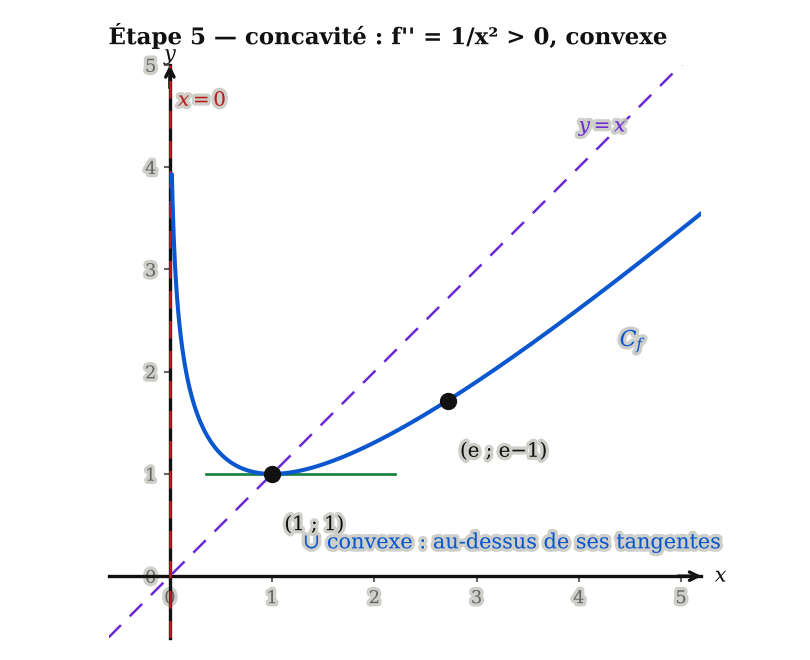 Étape 5 — concavité : f'' = 1/x² > 0, convexe
y
5
x = 0
y = x
4
3
C_f
2
(e ; e−1)
1
(1 ; 1)
∪ convexe : au-dessus de ses tangentes
0
x
0 1 2 3 4 5